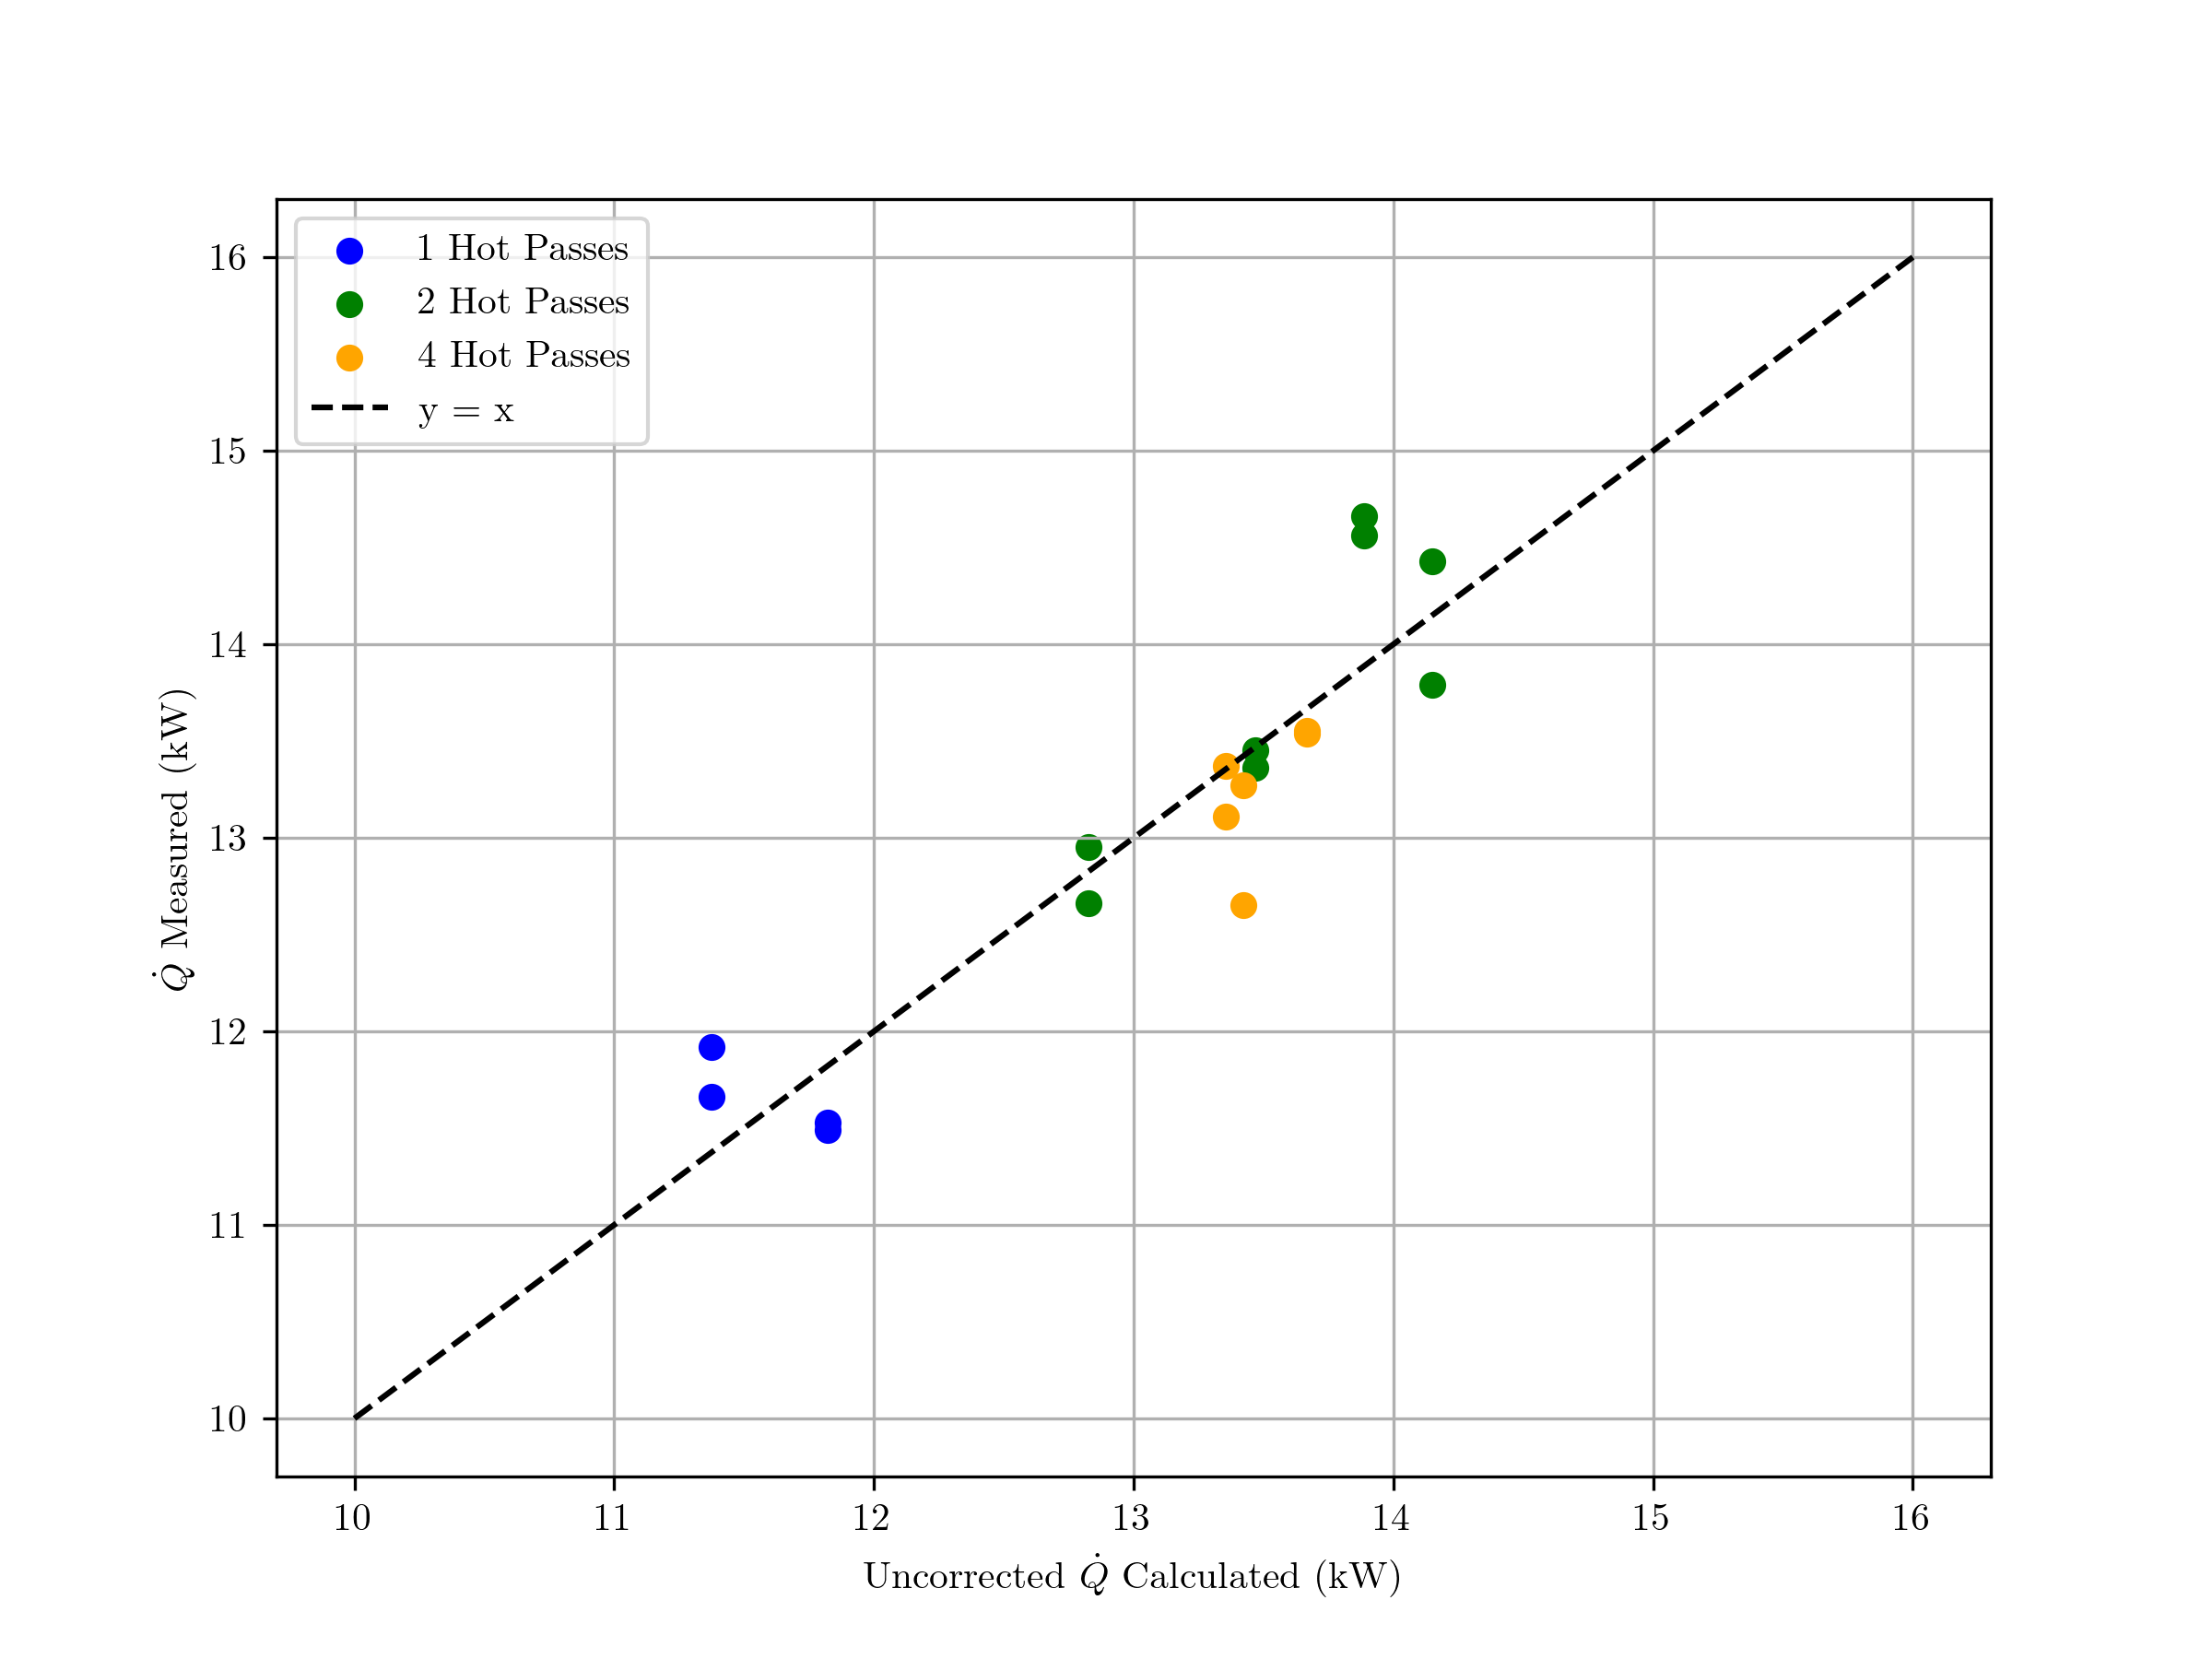 1 Hot Passes
2 Hot Passes
4 Hot Passes
y = x
16
15
14
13
12
11
10
Q̇ Measured (kW)
10 11 12 13 14 15 16
Uncorrected Q̇ Calculated (kW)